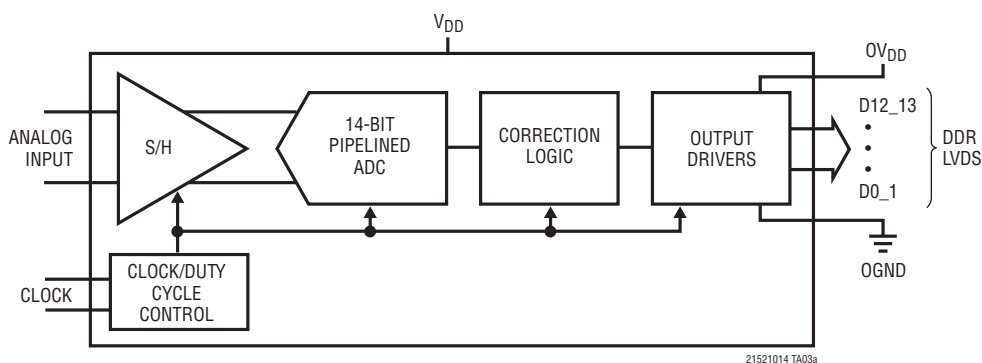 VDD
OVDD
ANALOG
INPUT
S/H
14-BIT
PIPELINED
ADC
CORRECTION
LOGIC
OUTPUT
DRIVERS
D12_13
•
•
•
D0_1
DDR
LVDS
OGND
CLOCK
CLOCK/DUTY
CYCLE
CONTROL
21521014 TA03a